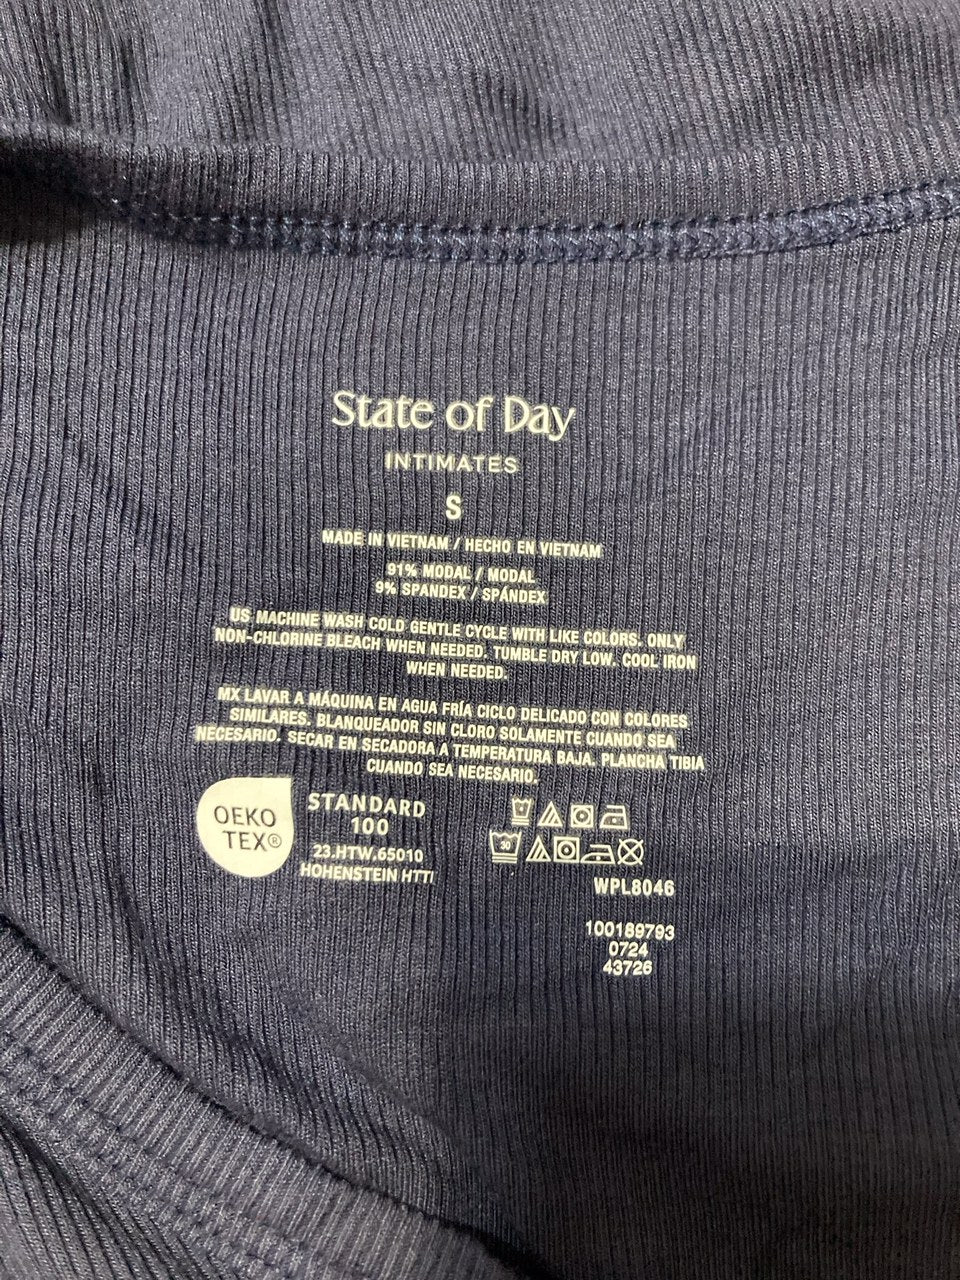 State of Day
INTIMATES
S
MADE IN VIETNAM / HECHO EN VIETNAM
91% MODAL / MODAL
9% SPANDEX / SPÁNDEX
US MACHINE WASH COLD GENTLE CYCLE WITH LIKE COLORS. ONLY
NON-CHLORINE BLEACH WHEN NEEDED. TUMBLE DRY LOW. COOL IRON
WHEN NEEDED.
MX LAVAR A MÁQUINA EN AGUA FRÍA CICLO DELICADO CON COLORES
SIMILARES. BLANQUEADOR SIN CLORO SOLAMENTE CUANDO SEA
NECESARIO. SECAR EN SECADORA A TEMPERATURA BAJA. PLANCHA TIBIA
CUANDO SEA NECESARIO.
OEKO
TEX®
STANDARD
100
23.HTW.65010
HOHENSTEIN HTTI
30
WPL8046
100189793
0724
43726